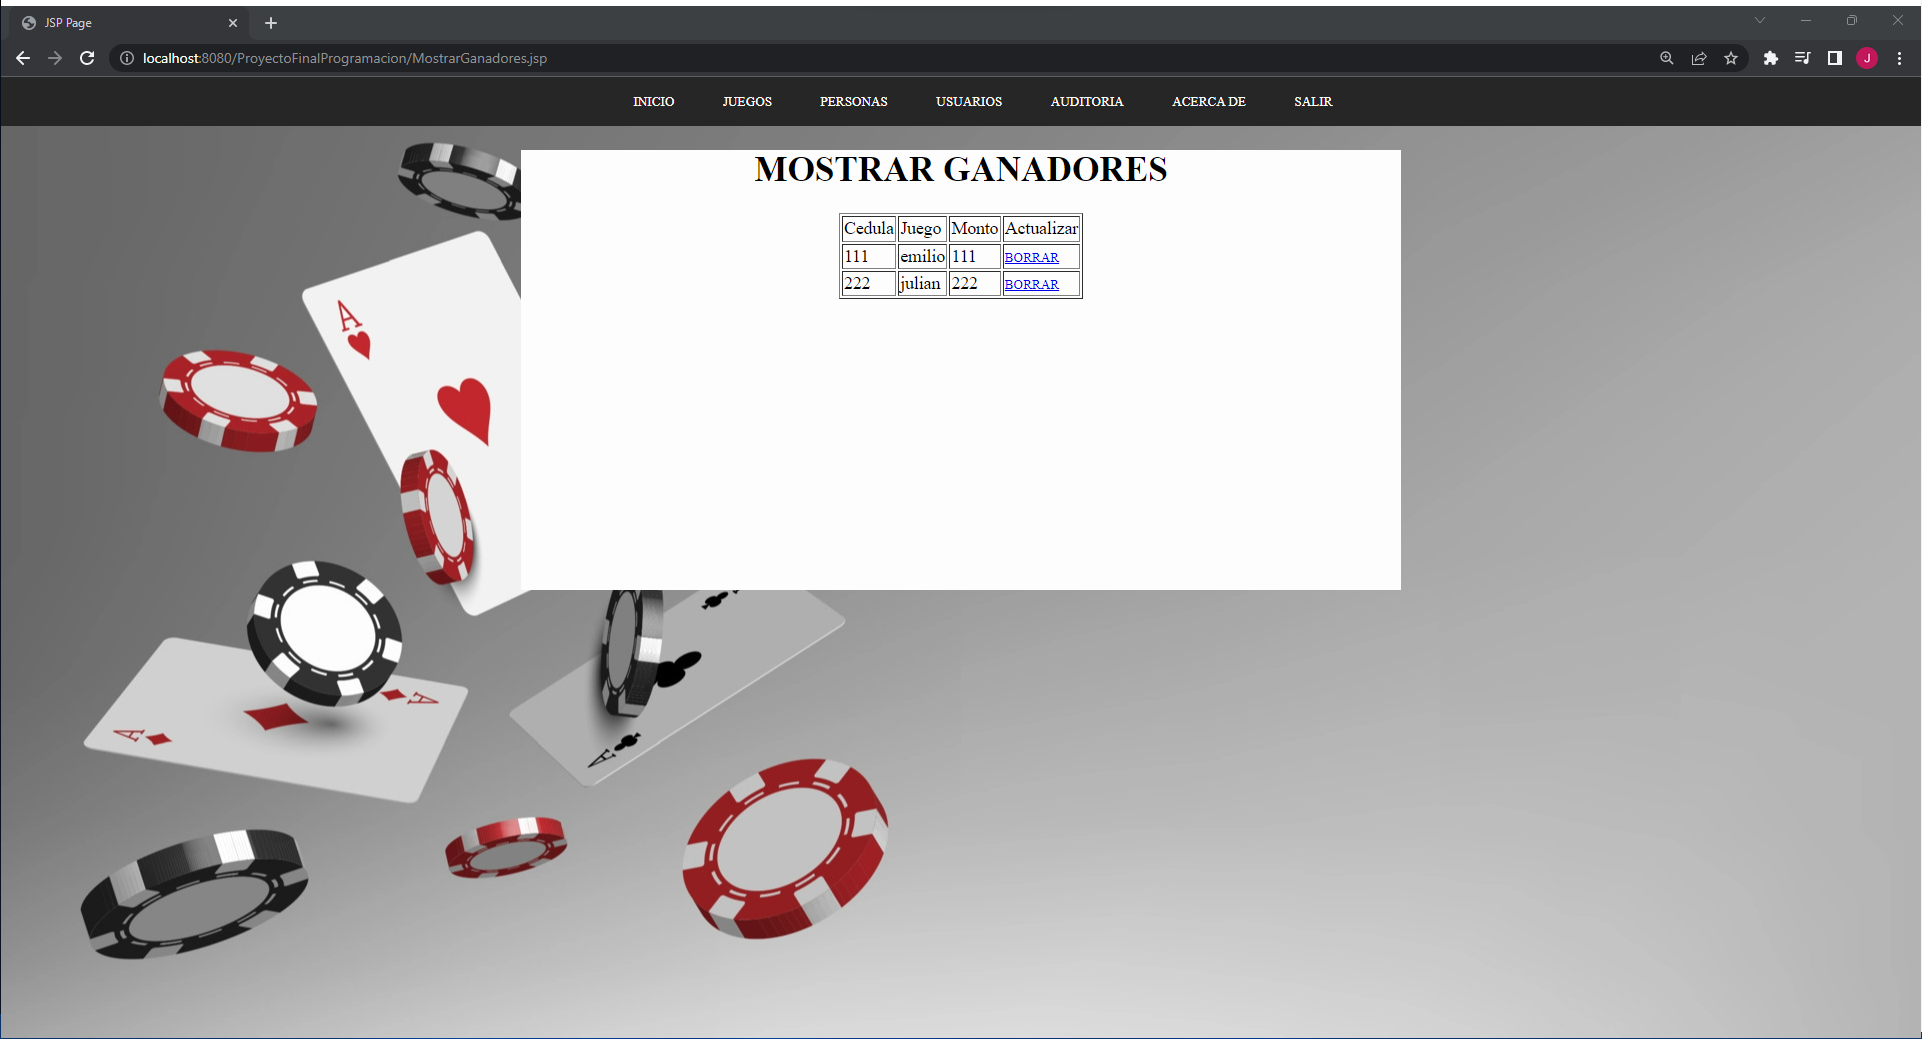 JSP Page
localhost:8080/ProyectoFinalProgramacion/MostrarGanadores.jsp
J
INICIO JUEGOS PERSONAS USUARIOS AUDITORIA ACERCA DE SALIR
MOSTRAR GANADORES
Cedula Juego Monto Actualizar
111 emilio 111 BORRAR
222 julian 222 BORRAR
A
A
A
A